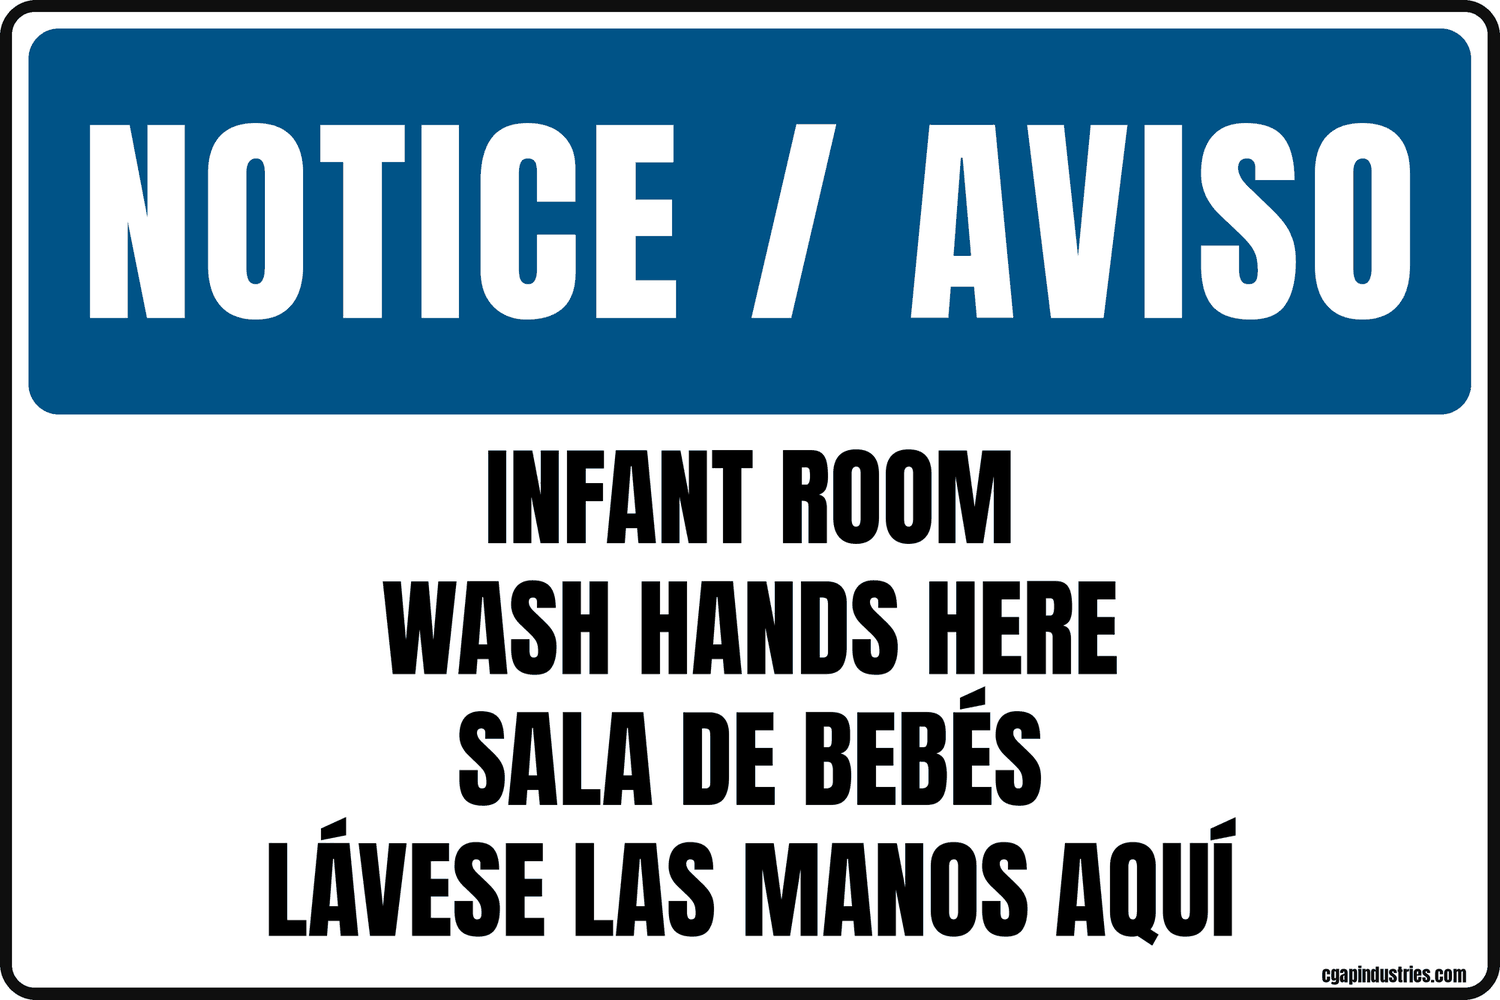 NOTICE / AVISO
INFANT ROOM
WASH HANDS HERE
SALA DE BEBÉS
LÁVESE LAS MANOS AQUÍ
cgapindustries.com